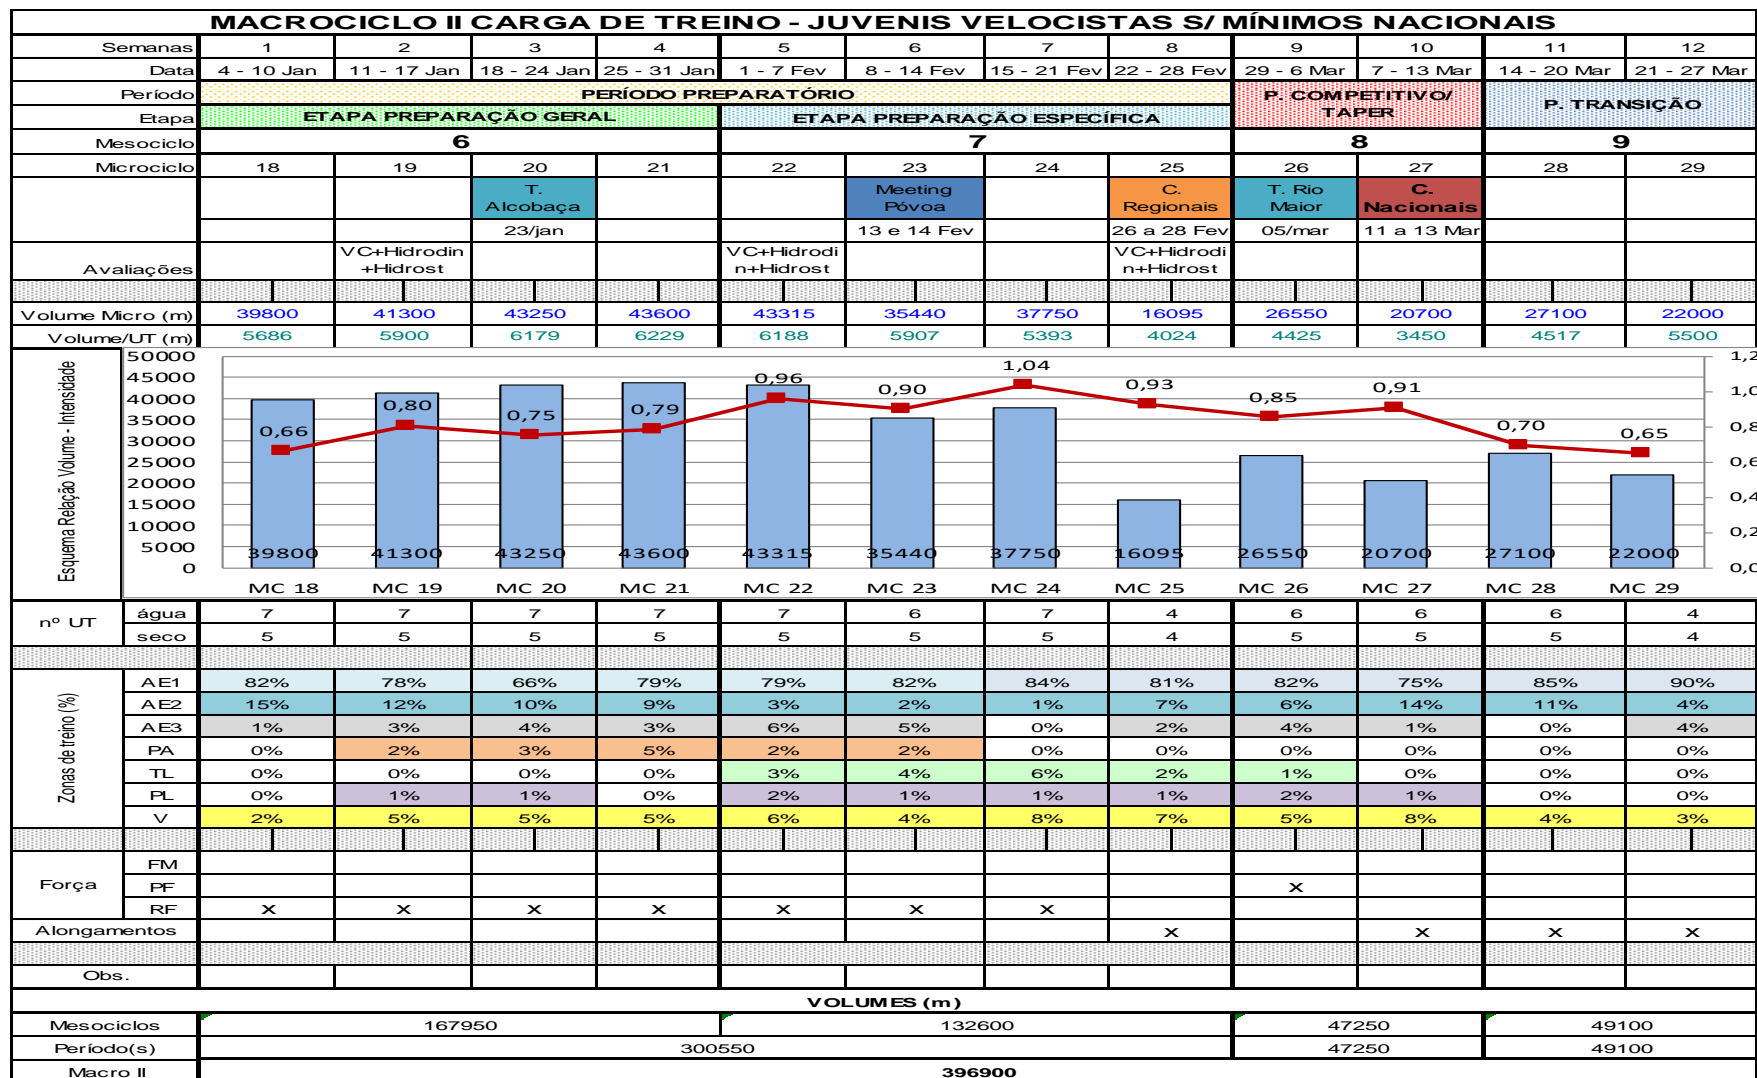 MACROCICLO II CARGA DE TREINO - JUVENIS VELOCISTAS S/ MÍNIMOS NACIONAIS
Semanas 1 2 3 4 5 6 7 8 9 10 11 12
Data 4 - 10 Jan 11 - 17 Jan 18 - 24 Jan 25 - 31 Jan 1 - 7 Fev 8 - 14 Fev 15 - 21 Fev 22 - 28 Fev 29 - 6 Mar 7 - 13 Mar 14 - 20 Mar 21 - 27 Mar
Período PERÍODO PREPARATÓRIO P. COMPETITIVO/ TAPER P. TRANSIÇÃO
Etapa ETAPA PREPARAÇÃO GERAL ETAPA PREPARAÇÃO ESPECÍFICA
Mesociclo 6 7 8 9
Microciclo 18 19 20 21 22 23 24 25 26 27 28 29
T. Alcobaça Meeting Póvoa C. Regionais T. Rio Maior C. Nacionais
23/jan 13 e 14 Fev 26 a 28 Fev 05/mar 11 a 13 Mar
Avaliações VC+Hidrodin +Hidrost VC+Hidrodi n+Hidrost VC+Hidrodi n+Hidrost
Volume Micro (m) 39800 41300 43250 43600 43315 35440 37750 16095 26550 20700 27100 22000
Volume/UT (m) 5686 5900 6179 6229 6188 5907 5393 4024 4425 3450 4517 5500
Esquema Relação Volume - Intensidade
50000
45000
40000
35000
30000
25000
20000
15000
10000
5000
0
0,66 0,80 0,75 0,79 0,96 0,90 1,04 0,93 0,85 0,91 0,70 0,65
39800 41300 43250 43600 43315 35440 37750 16095 26550 20700 27100 22000
MC 18 MC 19 MC 20 MC 21 MC 22 MC 23 MC 24 MC 25 MC 26 MC 27 MC 28 MC 29
1,2
1,0
0,8
0,6
0,4
0,2
0,0
nº UT
água 7 7 7 7 7 6 7 4 6 6 6 4
seco 5 5 5 5 5 5 5 4 5 5 5 4
Zonas de treino (%)
AE1 82% 78% 66% 79% 79% 82% 84% 81% 82% 75% 85% 90%
AE2 15% 12% 10% 9% 3% 2% 1% 7% 6% 14% 11% 4%
AE3 1% 3% 4% 3% 6% 5% 0% 2% 4% 1% 0% 4%
PA 0% 2% 3% 5% 2% 2% 0% 0% 0% 0% 0% 0%
TL 0% 0% 0% 0% 3% 4% 6% 2% 1% 0% 0% 0%
PL 0% 1% 1% 0% 2% 1% 1% 1% 2% 1% 0% 0%
V 2% 5% 5% 5% 6% 4% 8% 7% 5% 8% 4% 3%
Força
FM
PF x
RF x x x x x x x
Alongamentos x x x x
Obs.
VOLUMES (m)
Mesociclos 167950 132600 47250 49100
Período(s) 300550 47250 49100
Macro II 396900